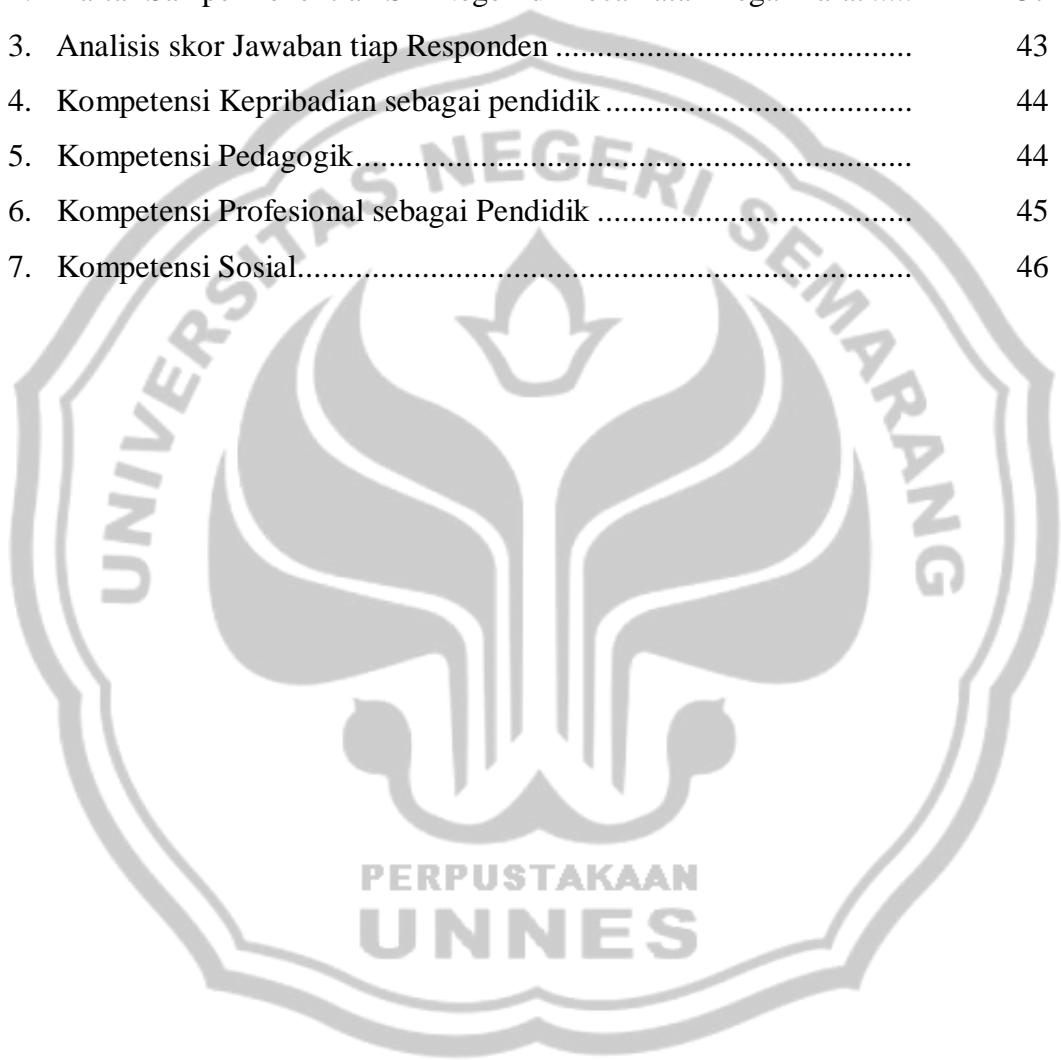 3. Analisis skor Jawaban tiap Responden ........................................ 43
4. Kompetensi Kepribadian sebagai pendidik ................................... 44
5. Kompetensi Pedagogik................................................................ 44
6. Kompetensi Profesional sebagai Pendidik .................................... 45
7. Kompetensi Sosial....................................................................... 46
UNIVERSITAS NEGERI SEMARANG
PERPUSTAKAAN
UNNES